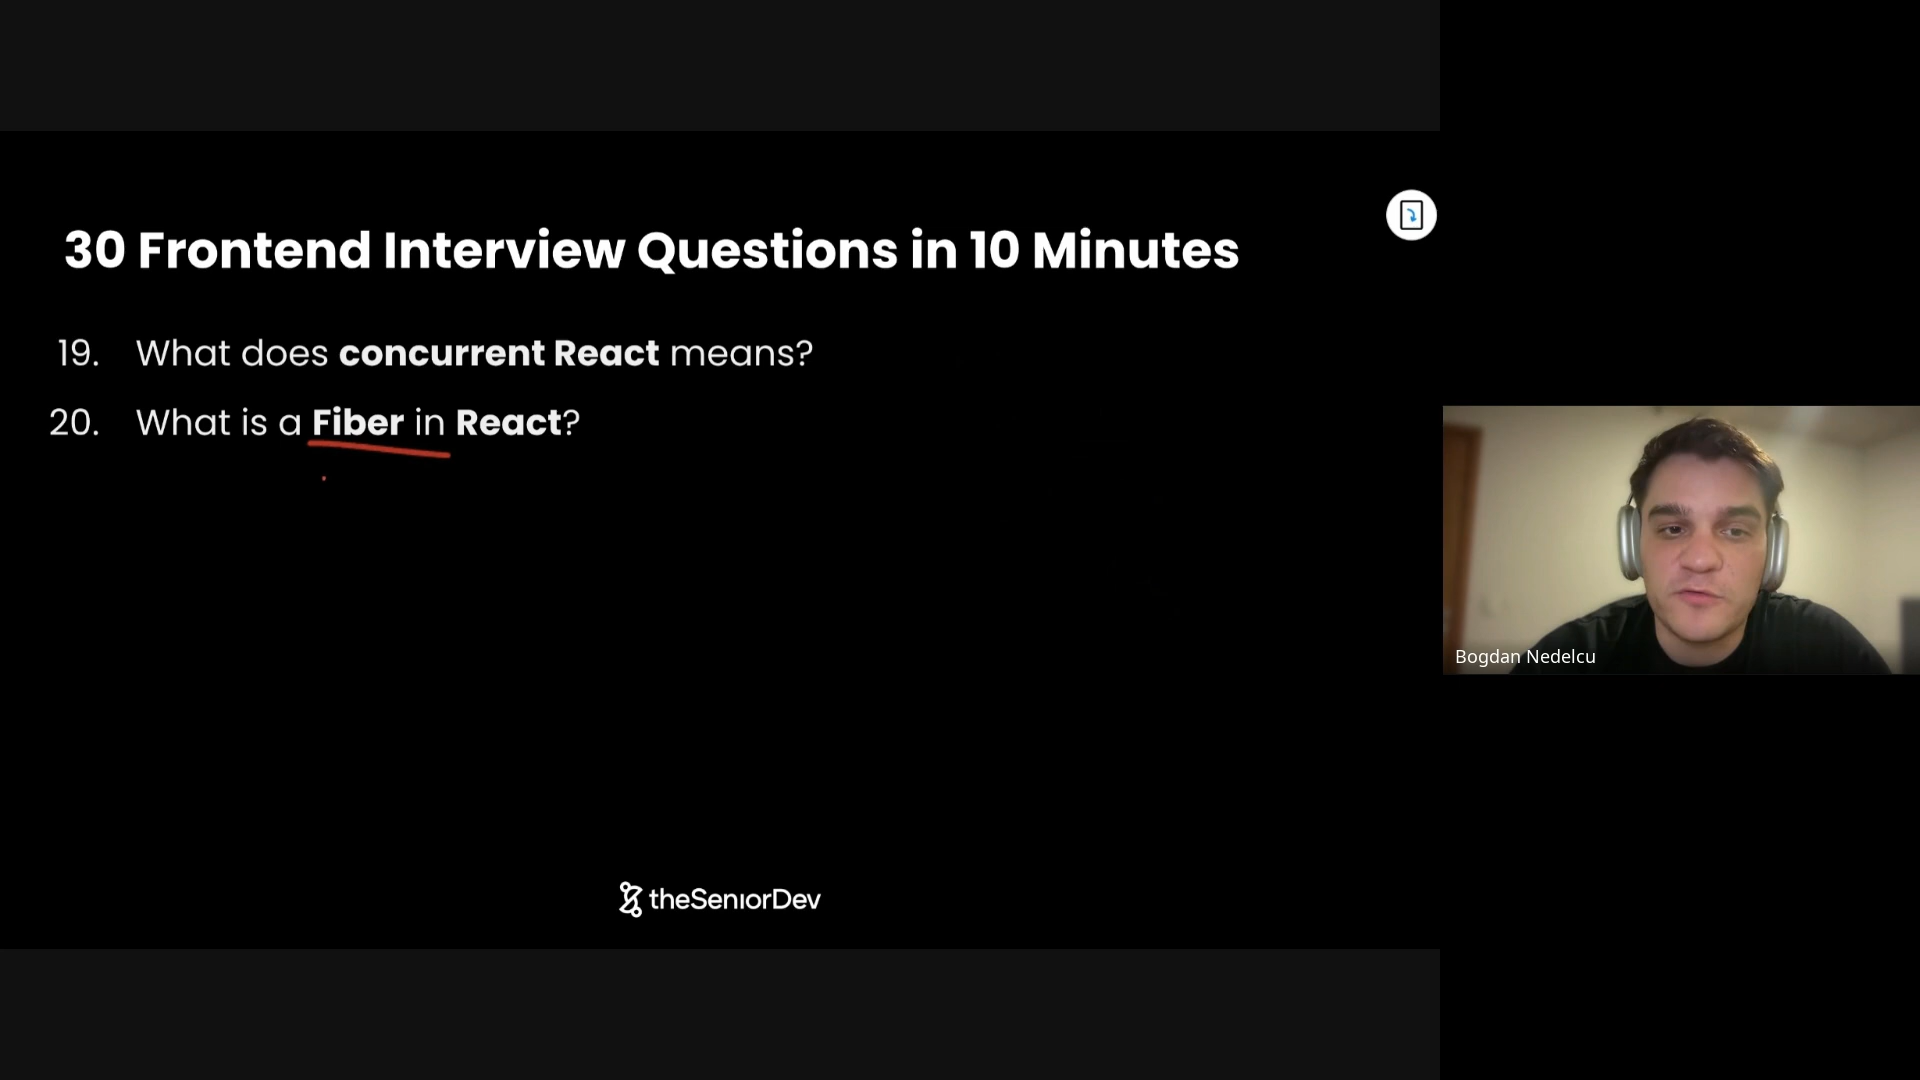 30 Frontend Interview Questions in 10 Minutes
19. What does concurrent React means?
20. What is a Fiber in React?
Bogdan Nedelcu
theSeniorDev